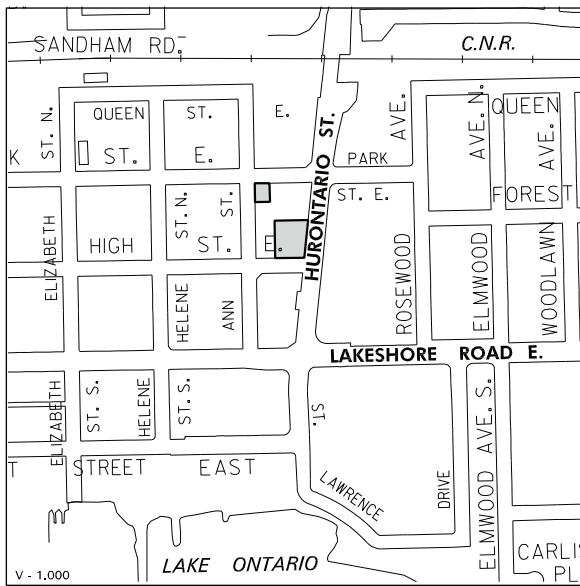 SANDHAM RD.
C.N.R.
QUEEN ST. E.
HURONTARIO ST.
AVE.
AVE. N.
QUEEN
AVE.
ST. N.
K
ST. E.
PARK
ST. E.
FOREST
ELIZABETH
HIGH ST. E.
ST. N.
HELENE
ST.
ANN
ROSEWOOD
ELMWOOD
WOODLAWN
LAKESHORE ROAD E.
ELIZABETH
ST. S.
HELENE
ST. S.
ST.
T
STREET EAST
LAWRENCE
DRIVE
ELMWOOD AVE. S.
V - 1.000
LAKE ONTARIO
CARLIS
PL